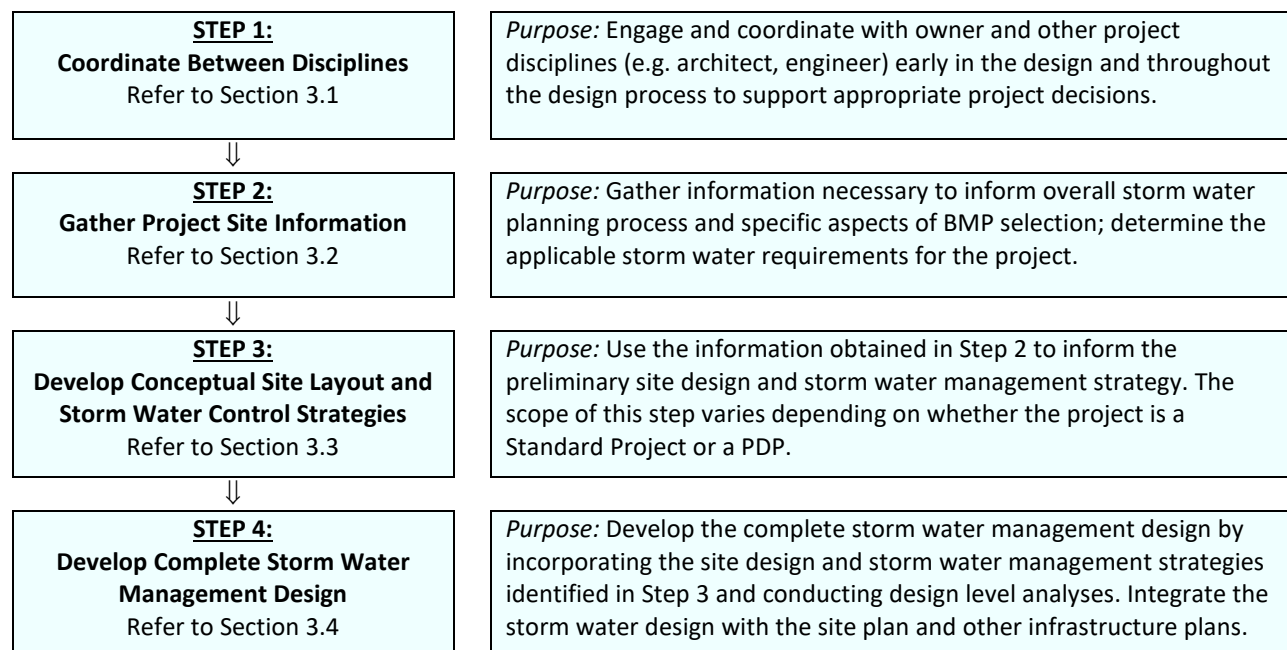 STEP 1:
Coordinate Between Disciplines
Refer to Section 3.1
Purpose: Engage and coordinate with owner and other project
disciplines (e.g. architect, engineer) early in the design and throughout
the design process to support appropriate project decisions.
⇓
STEP 2:
Gather Project Site Information
Refer to Section 3.2
Purpose: Gather information necessary to inform overall storm water
planning process and specific aspects of BMP selection; determine the
applicable storm water requirements for the project.
⇓
STEP 3:
Develop Conceptual Site Layout and
Storm Water Control Strategies
Refer to Section 3.3
Purpose: Use the information obtained in Step 2 to inform the
preliminary site design and storm water management strategy. The
scope of this step varies depending on whether the project is a
Standard Project or a PDP.
⇓
STEP 4:
Develop Complete Storm Water
Management Design
Refer to Section 3.4
Purpose: Develop the complete storm water management design by
incorporating the site design and storm water management strategies
identified in Step 3 and conducting design level analyses. Integrate the
storm water design with the site plan and other infrastructure plans.